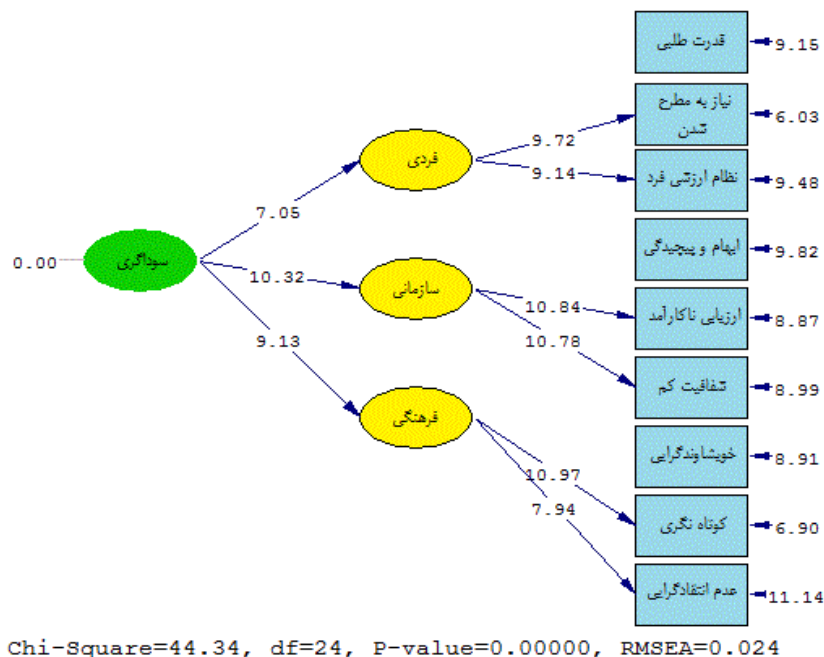 قدرت طلبی
9.15
نیاز به مطرح
شدن
6.03
9.72
فردی
9.14
نظام ارزشی فرد
9.48
7.05
ابهام و پیچیدگی
9.82
0.00
سوداگری
10.32
سازمانی
10.84
ارزیابی ناکارآمد
8.87
10.78
9.13
شفافیت کم
8.99
فرهنگی
خویشاوندگرایی
8.91
10.97
7.94
کوتاه نگری
6.90
عدم انتقادگرایی
11.14
Chi-Square=44.34, df=24, P-value=0.00000, RMSEA=0.024